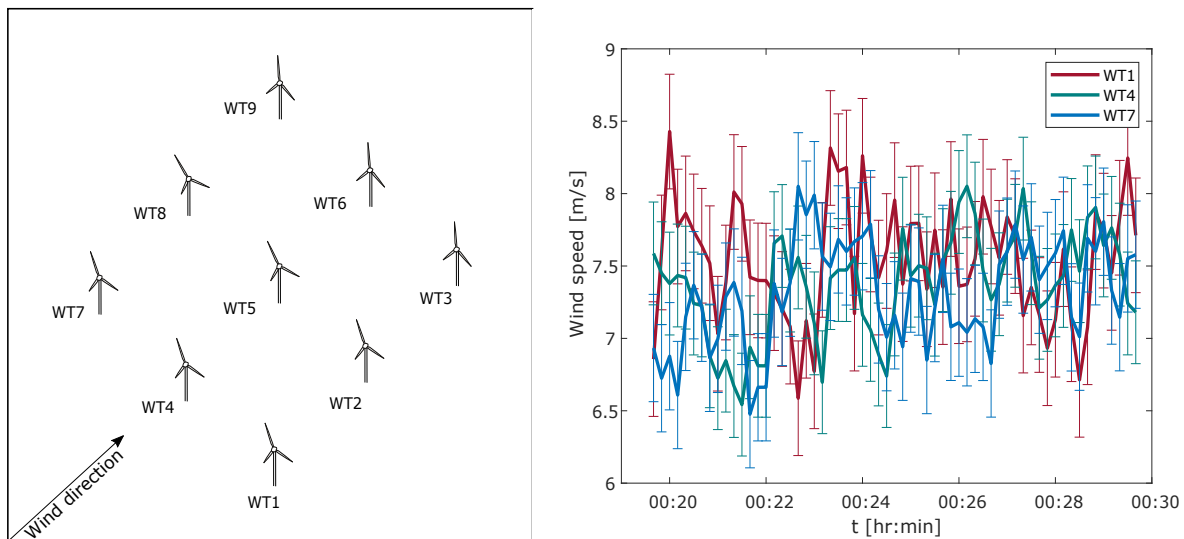 WT9
WT8
WT6
WT7
WT5
WT3
WT4
WT2
WT1
Wind direction
9
8.5
8
7.5
7
6.5
6
Wind speed [m/s]
WT1
WT4
WT7
00:20
00:22
00:24
00:26
00:28
00:30
t [hr:min]